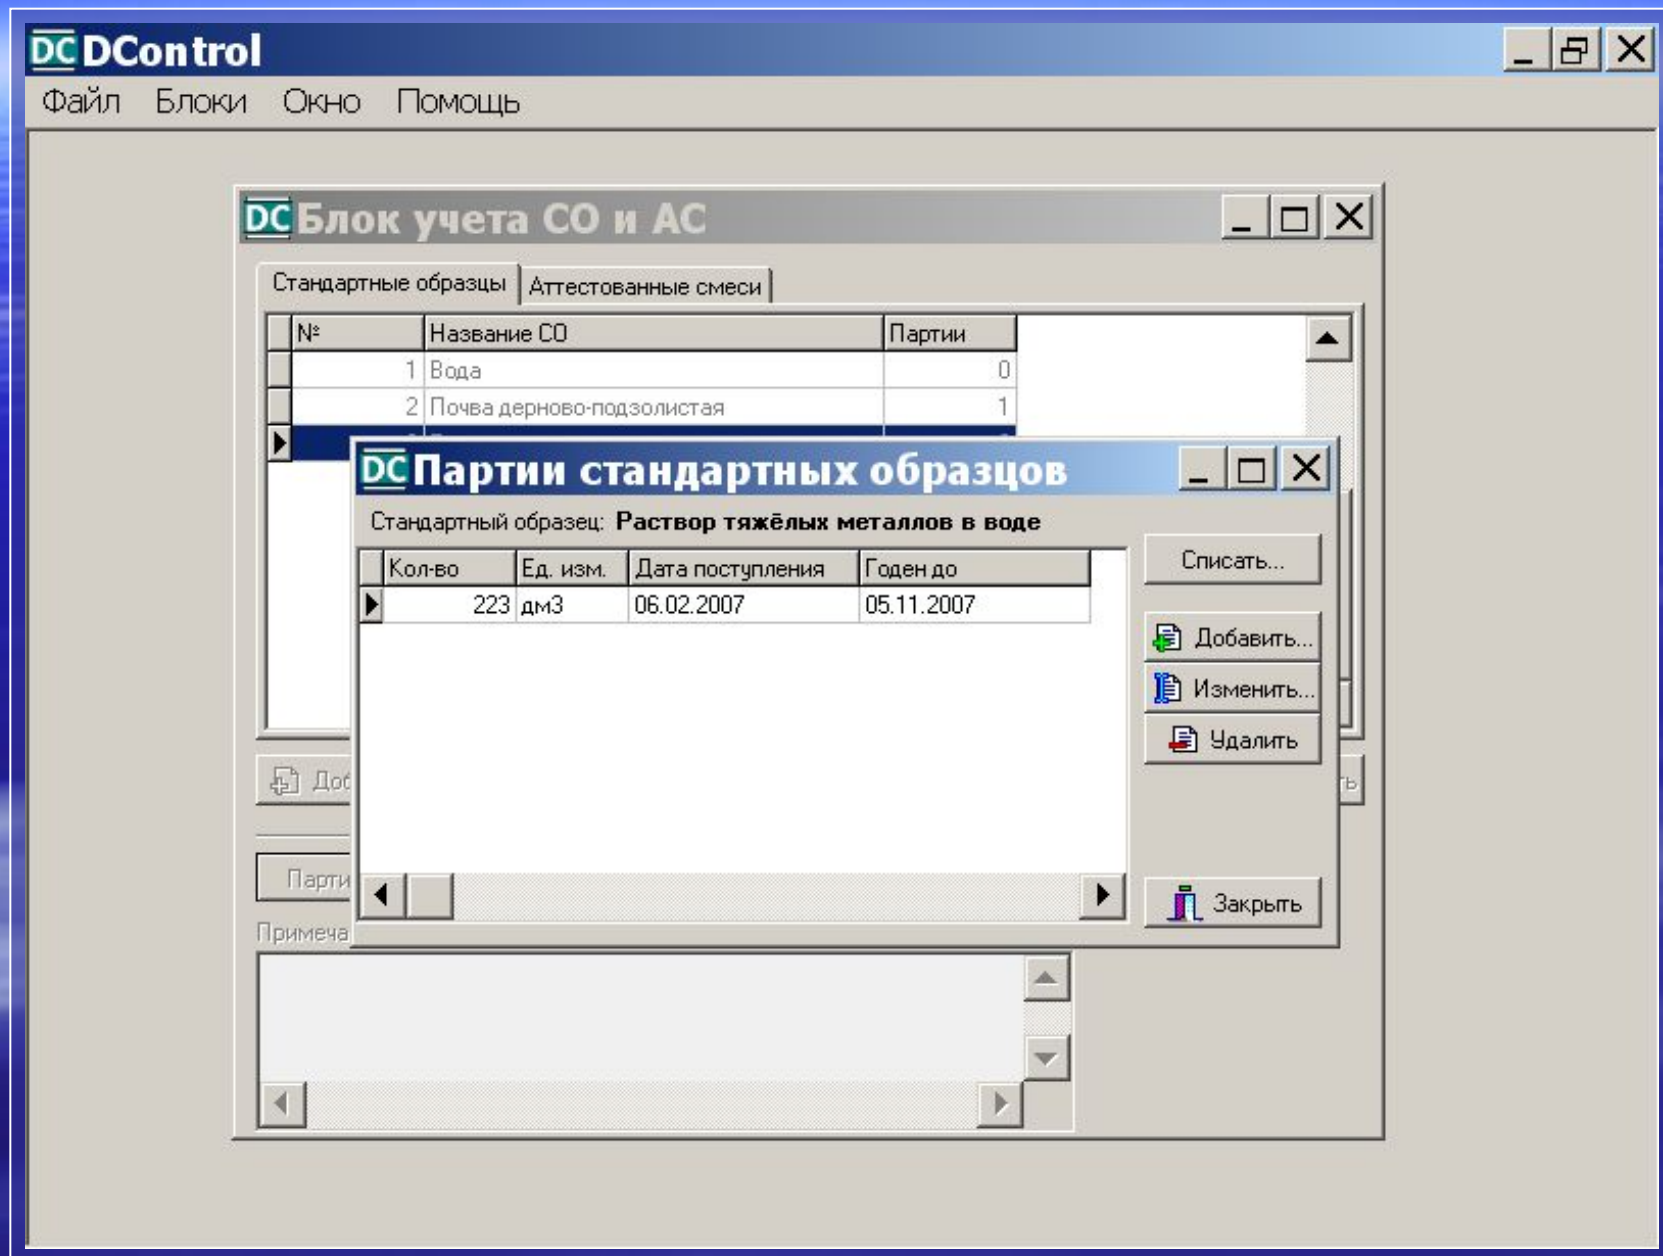 DC DControl
Файл Блоки Окно Помощь
DC Блок учета СО и АС
Стандартные образцы Аттестованные смеси
№ Название СО Партии
1 Вода 0
2 Почва дерново-подзолистая 1
DC Партии стандартных образцов
Стандартный образец: Раствор тяжёлых металлов в воде
Кол-во Ед. изм. Дата поступления Годен до
223 дм3 06.02.2007 05.11.2007
Списать...
Добавить...
Изменить...
Удалить
Закрыть